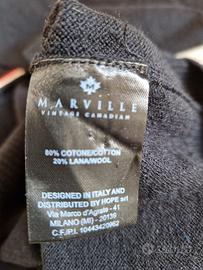 M
MARVILLE
VINTAGE CANADIAN
80% COTONE/COTTON
20% LANA/WOOL
DESIGNED IN ITALY AND
DISTRIBUTED BY HOPE srl
Via Marco d'Agrate - 41
MILANO (MI) - 20139
C.F./P.I. 10443420962